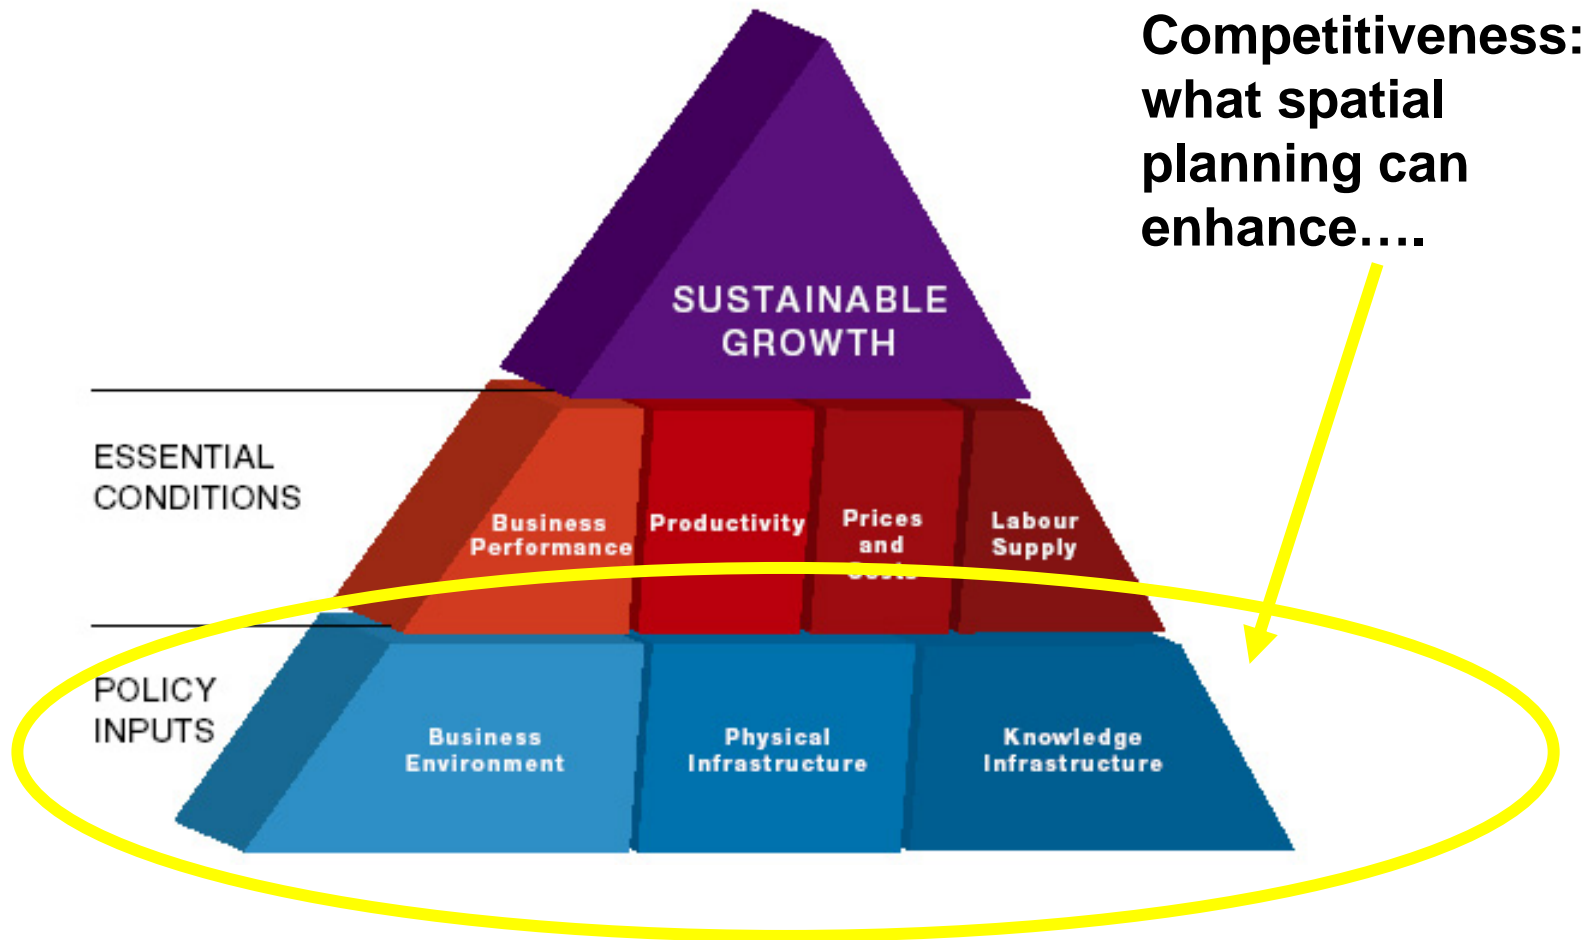 Competitiveness:
what spatial
planning can
enhance….
SUSTAINABLE
GROWTH
ESSENTIAL
CONDITIONS
Business
Performance
Productivity
Prices
and
Costs
Labour
Supply
POLICY
INPUTS
Business
Environment
Physical
Infrastructure
Knowledge
Infrastructure